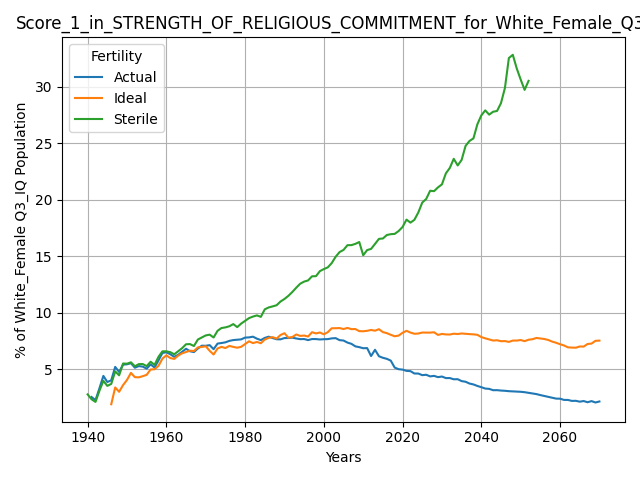 Score_1_in_STRENGTH_OF_RELIGIOUS_COMMITMENT_for_White_Female_Q3
Fertility
Actual
Ideal
Sterile
% of White_Female Q3_IQ Population
30
25
20
15
10
5
1940 1960 1980 2000 2020 2040 2060
Years